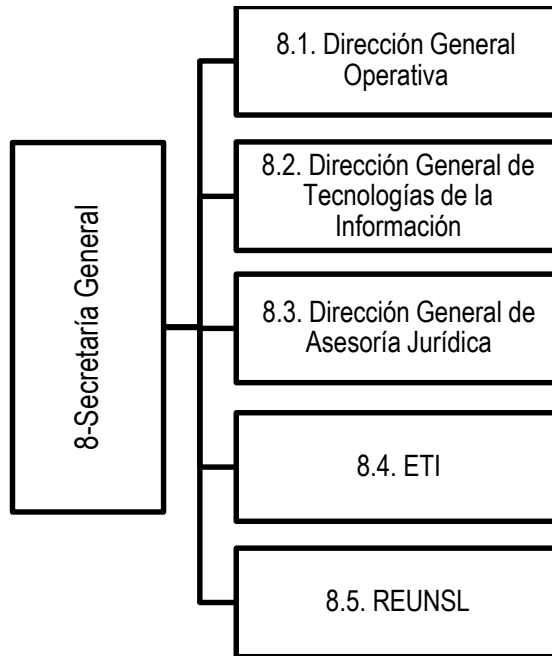 8-Secretaría General
8.1. Dirección General
Operativa
8.2. Dirección General de
Tecnologías de la
Información
8.3. Dirección General de
Asesoría Jurídica
8.4. ETI
8.5. REUNSL